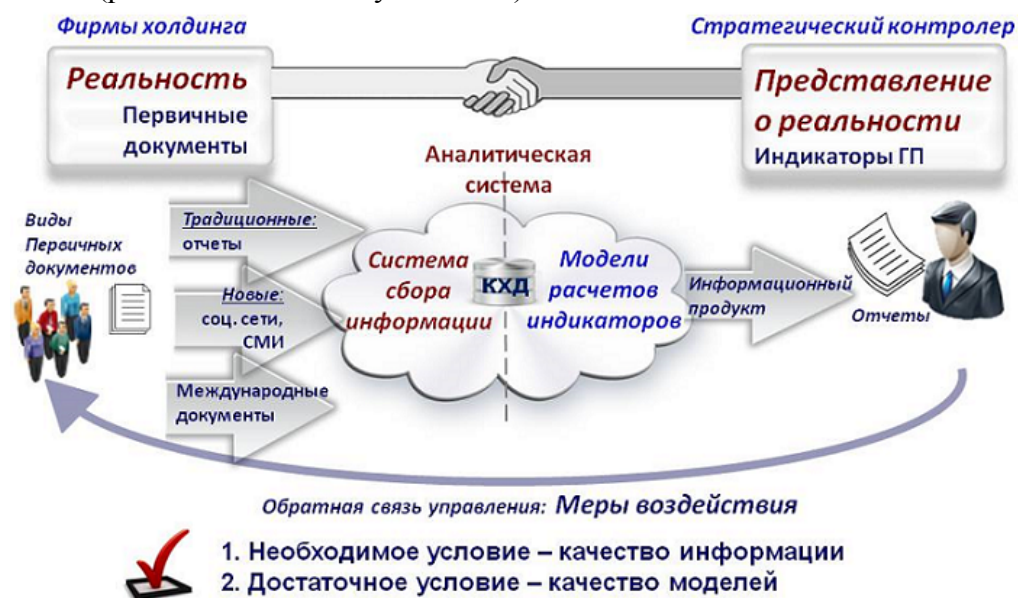 Фирмы холдинга
Стратегический контролер
Реальность
Первичные
документы
Представление
о реальности
Индикаторы ГП
Аналитическая
система
Виды
Первичных
документов
Традиционные:
отчеты
Новые:
соц. сети,
СМИ
Международные
документы
Система
сбора
информации
КХД
Модели
расчетов
индикаторов
Информационный
продукт
Отчеты
Обратная связь управления: Меры воздействия
1. Необходимое условие – качество информации
2. Достаточное условие – качество моделей